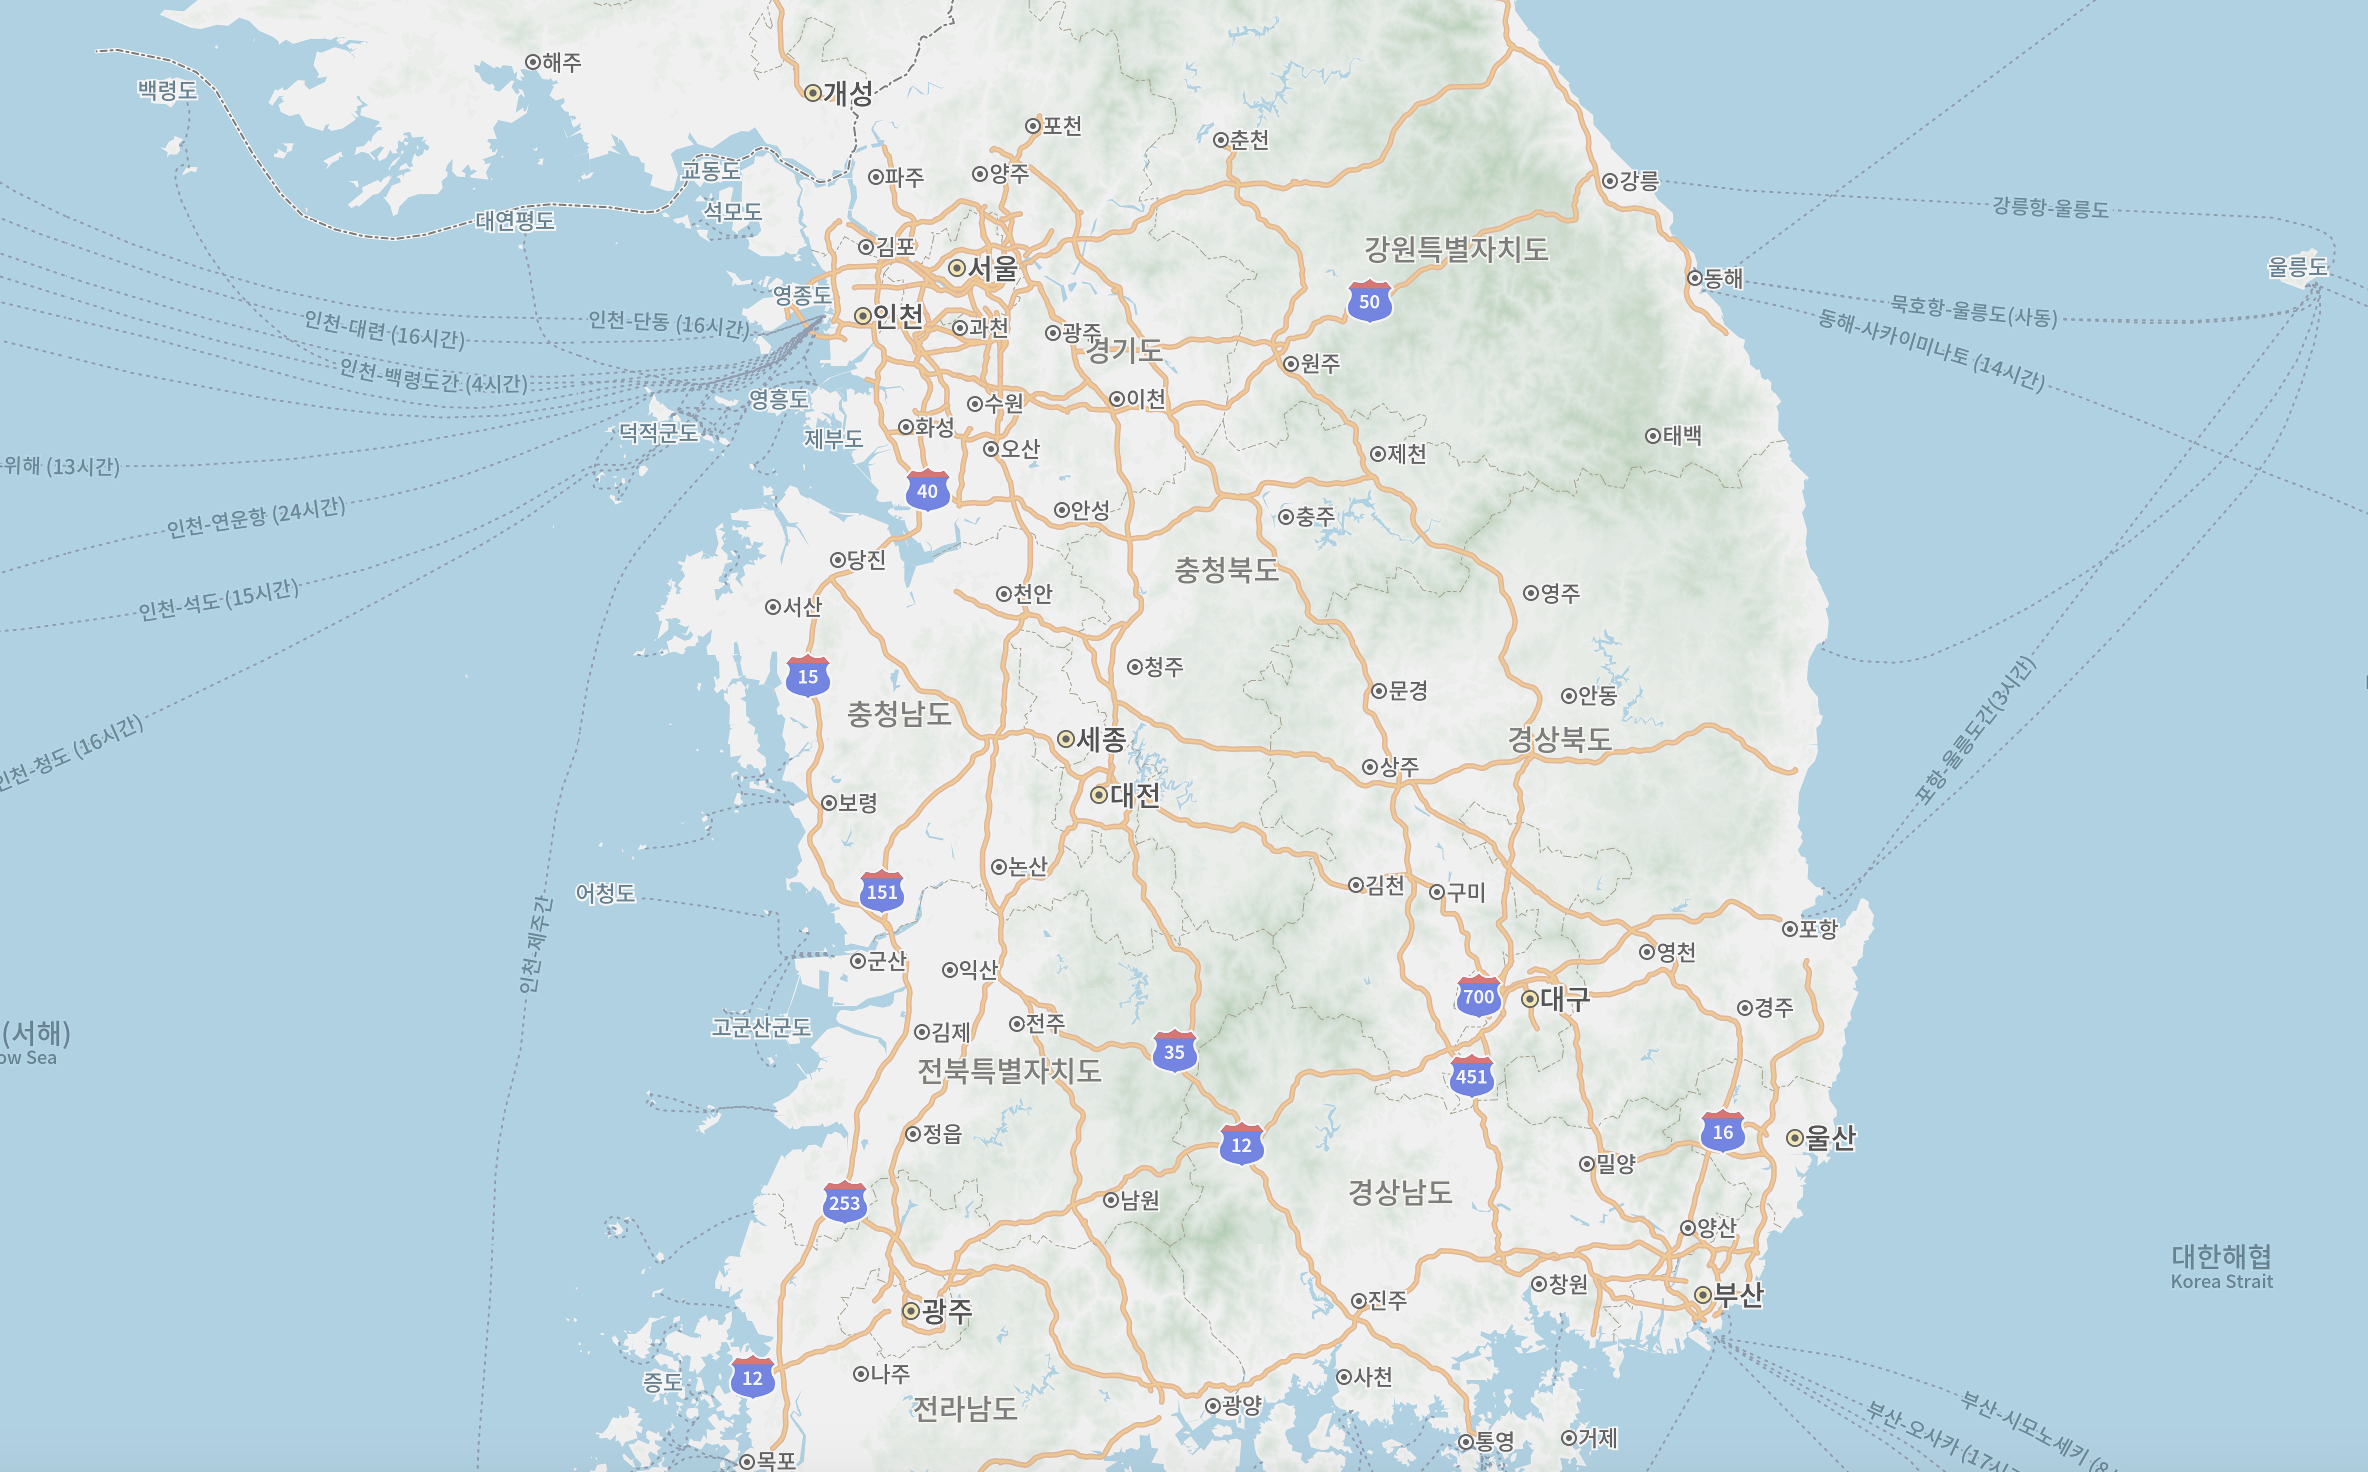 해주
백령도
개성
포천
춘천
교동도
파주
양주
강릉
석모도
강릉항-울릉도
대연평도
김포
강원특별자치도
서울
울릉도
동해
영종도
50
묵호항-울릉도(사동)
인천-대련 (16시간)
인천-단동 (16시간)
인천
과천
광주
경기도
동해-사카이미나토 (14시간)
원주
인천-백령도간 (4시간)
영흥도
수원
이천
덕적군도
제부도
화성
오산
태백
제천
위해 (13시간)
40
안성
충주
인천-연운항 (24시간)
당진
충청북도
천안
영주
인천-석도 (15시간)
서산
청주
15
문경
안동
충청남도
세종
경상북도
인천-청도 (16시간)
상주
포항-울릉도간(3시간)
대전
보령
논산
김천
구미
151
어청도
인천-제주간
포항
영천
군산
익산
700
대구
경주
고군산군도
김제
전주
(서해)
ow Sea
35
전북특별자치도
451
정읍
12
16
울산
밀양
남원
경상남도
253
양산
대한해협
Korea Strait
창원
부산
진주
광주
나주
12
증도
사천
광양
전라남도
부산-시모노세키 (8
부산-오사카 (17시
통영
거제
목포